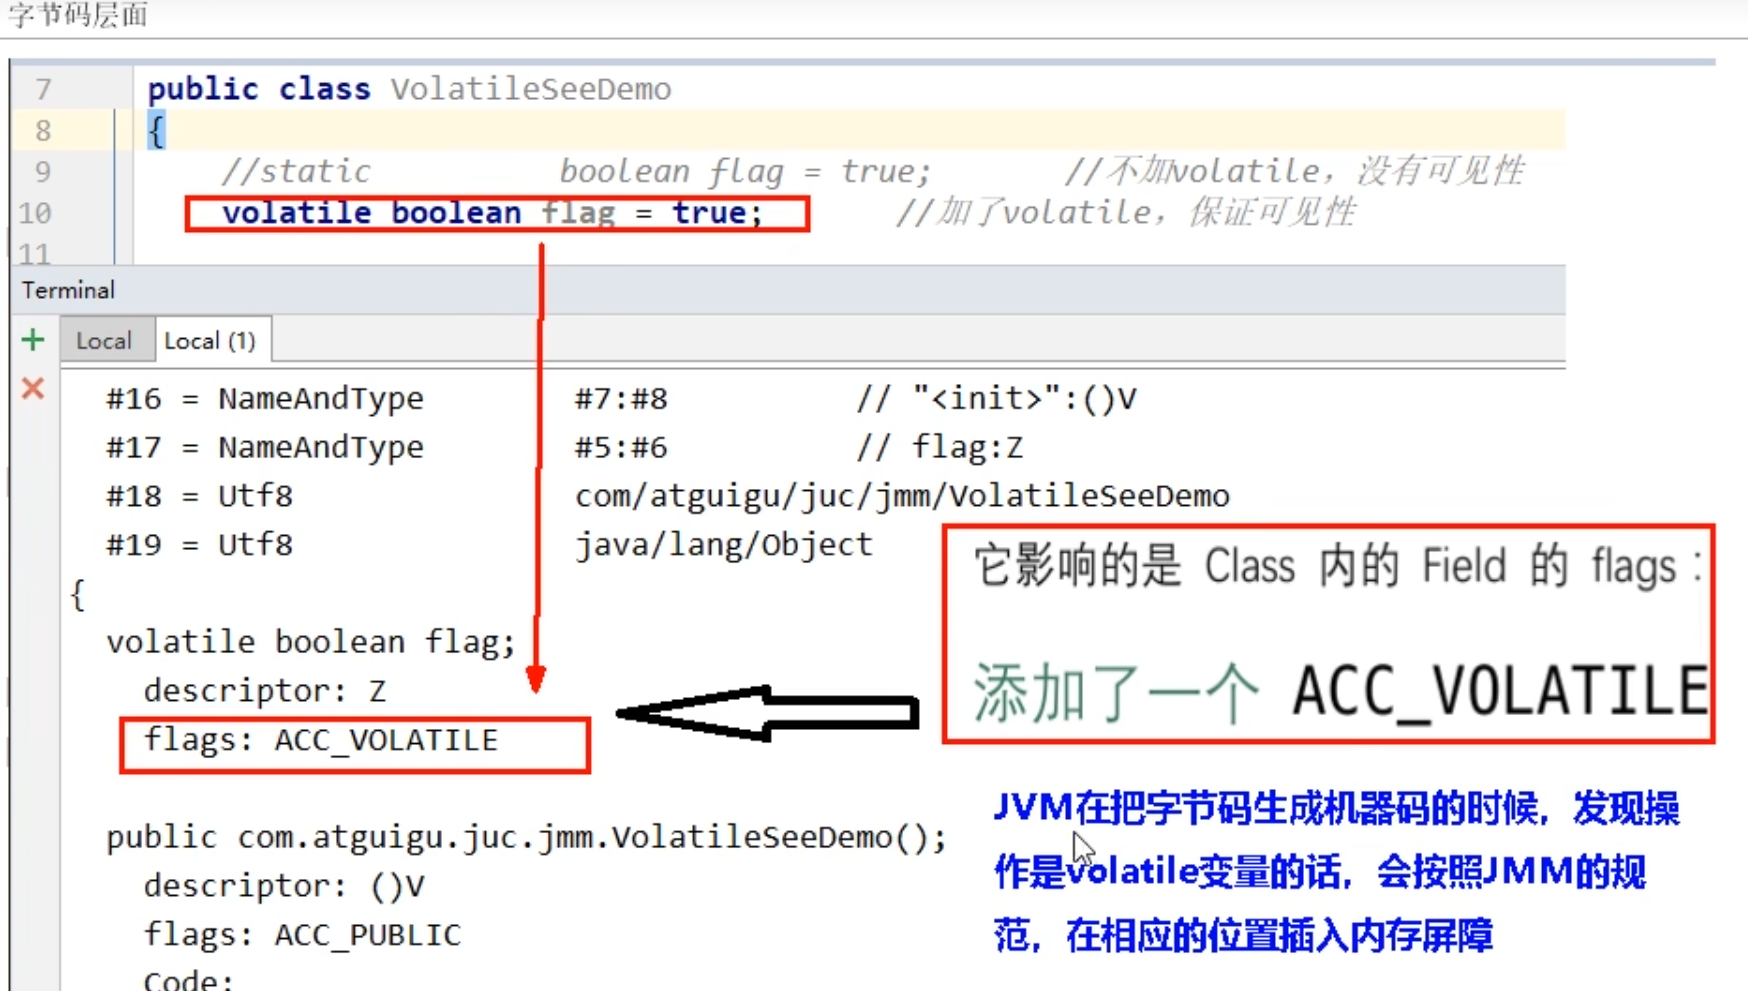 字节码层面
7 public class VolatileSeeDemo
8 {
9 //static boolean flag = true; //不加volatile，没有可见性
10 volatile boolean flag = true; //加了volatile，保证可见性
11
Terminal
Local Local (1)
#16 = NameAndType #7:#8 // "<init>":()V
#17 = NameAndType #5:#6 // flag:Z
#18 = Utf8 com/atguigu/juc/jmm/VolatileSeeDemo
#19 = Utf8 java/lang/Object
{
volatile boolean flag;
descriptor: Z
flags: ACC_VOLATILE
public com.atguigu.juc.jmm.VolatileSeeDemo();
descriptor: ()V
flags: ACC_PUBLIC
Code:
它影响的是 Class 内的 Field 的 flags：
添加了一个 ACC_VOLATILE
JVM在把字节码生成机器码的时候，发现操
作是volatile变量的话，会按照JMM的规
范，在相应的位置插入内存屏障